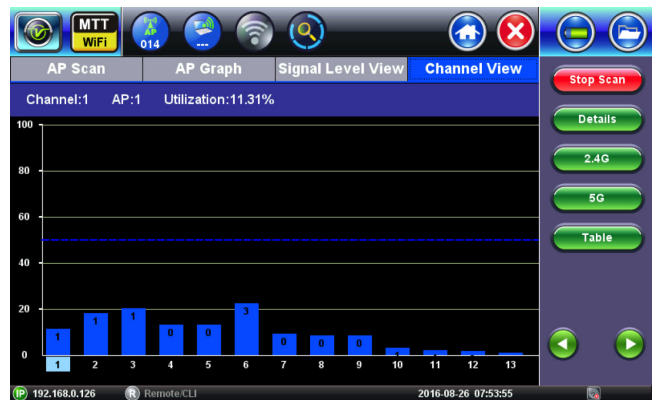 MTT
WiFi
AP
014
---
AP Scan
AP Graph
Signal Level View
Channel View
Channel:1 AP:1 Utilization:11.31%
Stop Scan
Details
2.4G
5G
Table
100
80
60
40
20
0
1 1 1 0 0 3 0 0 0
1 2 3 4 5 6 7 8 9 10 11 12 13
IP 192.168.0.126
R Remote/CLI
2016-08-26 07:53:55